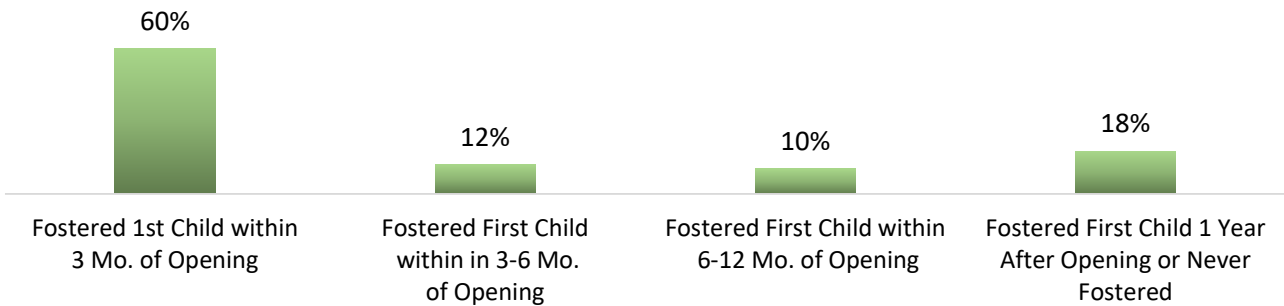 60%
12%
10%
18%
Fostered 1st Child within
3 Mo. of Opening
Fostered First Child
within in 3-6 Mo.
of Opening
Fostered First Child within
6-12 Mo. of Opening
Fostered First Child 1 Year
After Opening or Never
Fostered